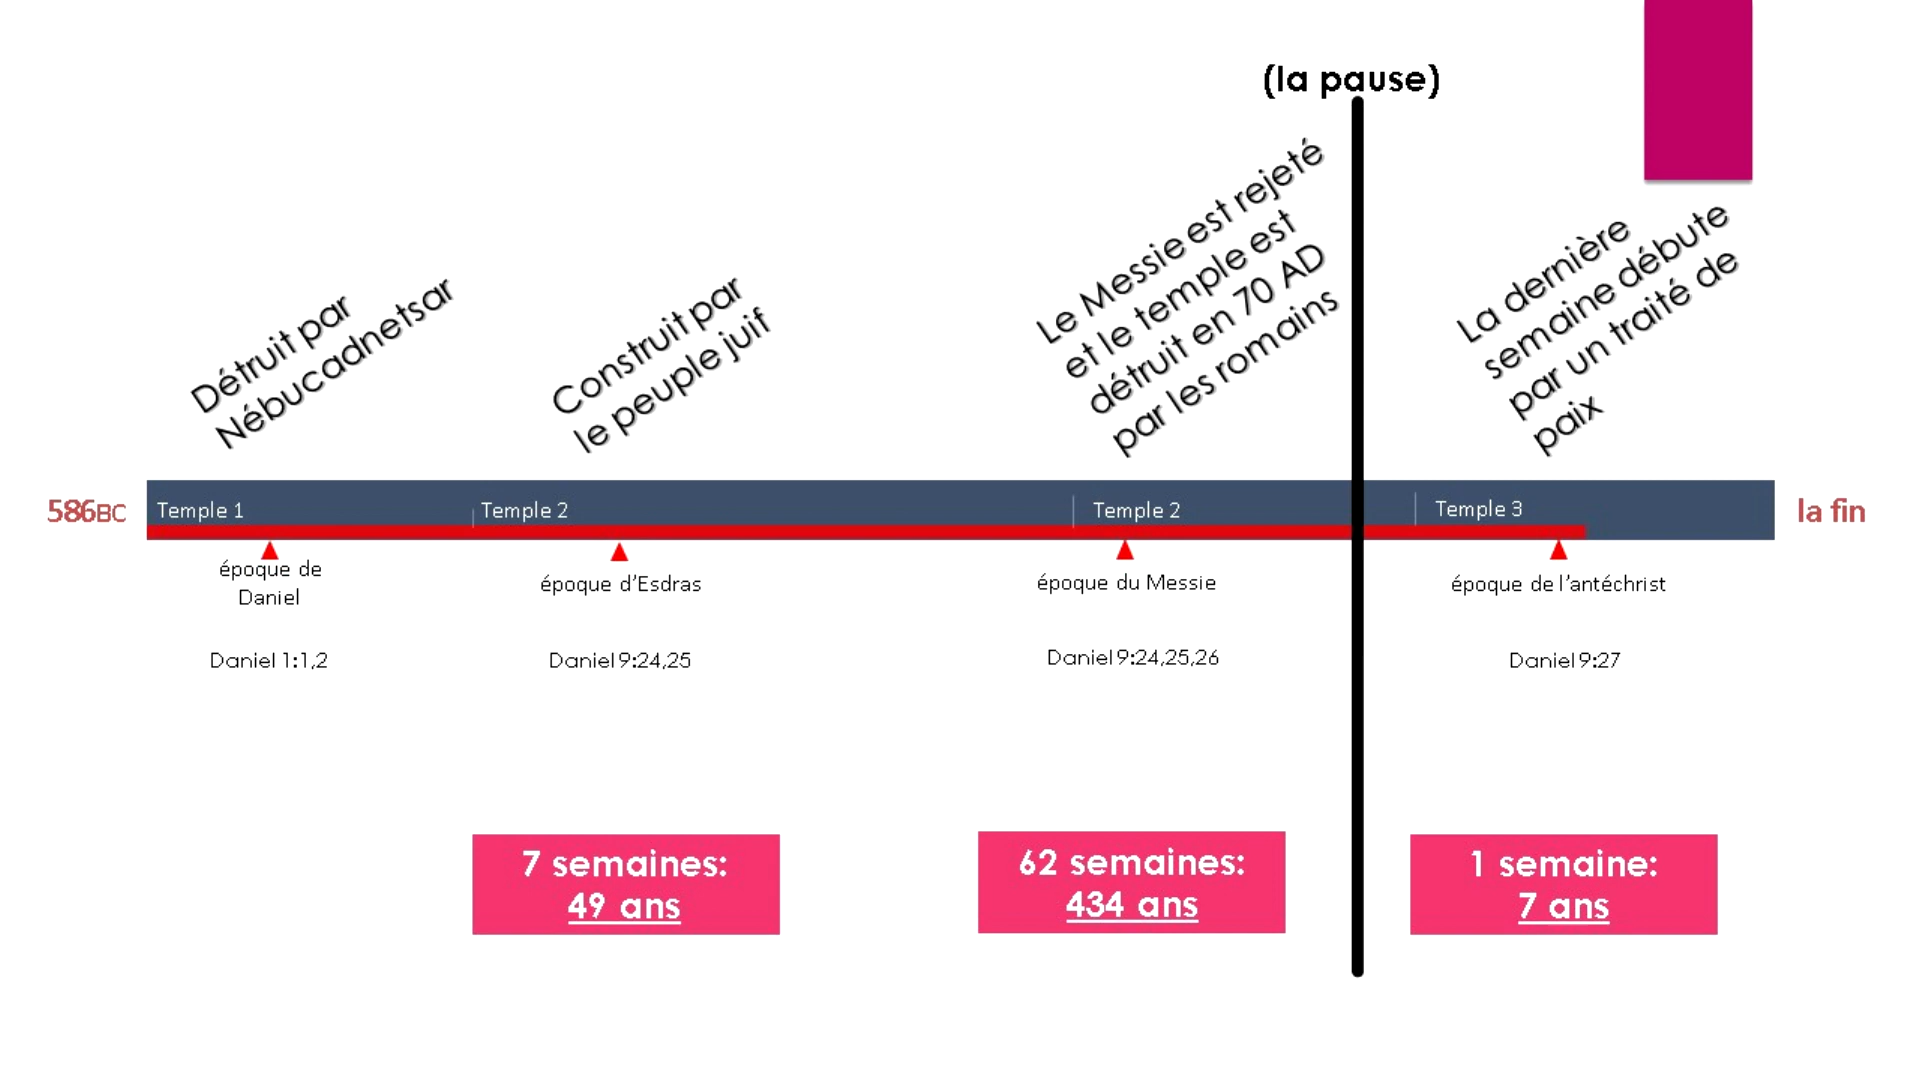 (la pause)
Détruit par
Nébucadnetsar
Construit par
le peuple juif
Le Messie est rejeté
et le temple est
détruit en 70 AD
par les romains
La dernière
semaine débute
par un traité de
paix
586BC
Temple 1
Temple 2
Temple 2
Temple 3
la fin
époque de
Daniel
époque d'Esdras
époque du Messie
époque de l'antéchrist
Daniel 1:1,2
Daniel 9:24,25
Daniel 9:24,25,26
Daniel 9:27
7 semaines:
49 ans
62 semaines:
434 ans
1 semaine:
7 ans